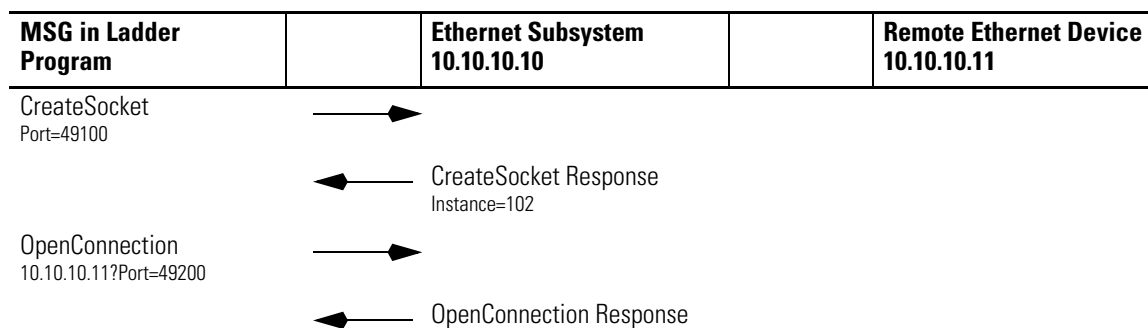 MSG in Ladder
Program
Ethernet Subsystem
10.10.10.10
Remote Ethernet Device
10.10.10.11
CreateSocket
Port=49100
CreateSocket Response
Instance=102
OpenConnection
10.10.10.11?Port=49200
OpenConnection Response